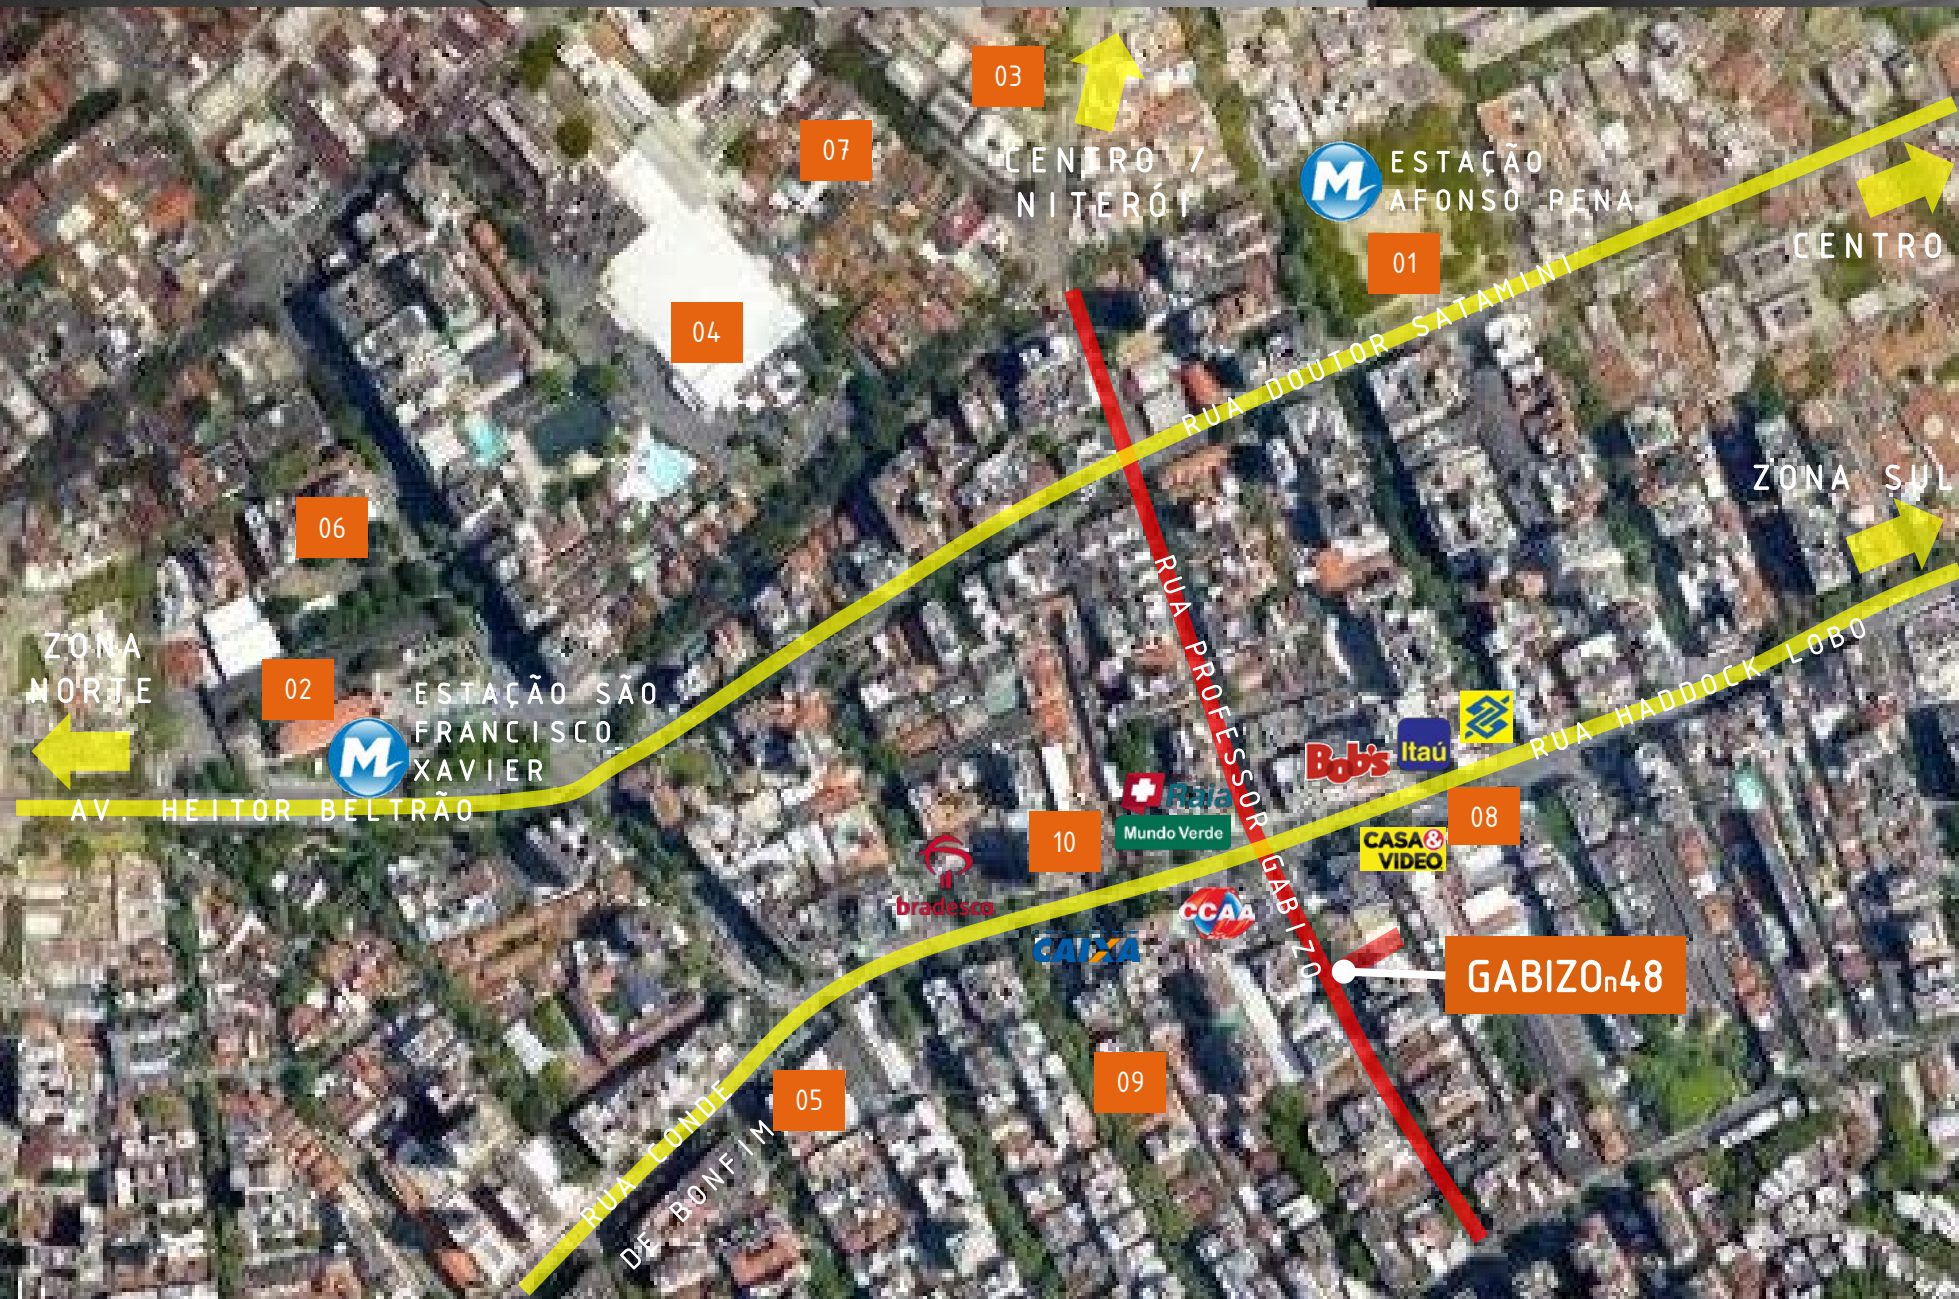 03
07
CENTRO /
NITERÓI
ESTAÇÃO
AFONSO PENA
01
CENTRO
RUA DOUTOR SATAMINI
04
ZONA SUL
06
RUA PROFESSOR GABIZO
ZONA
NORTE
02
ESTAÇÃO SÃO
FRANCISCO
XAVIER
AV. HEITOR BELTRÃO
RUA HADDOCK LOBO
Bob's
Itaú
Raia
Mundo Verde
10
08
CASA&
VIDEO
bradesco
CCAA
CAIXA
GABIZOn48
09
05
RUA CONDE
DE BONFIM